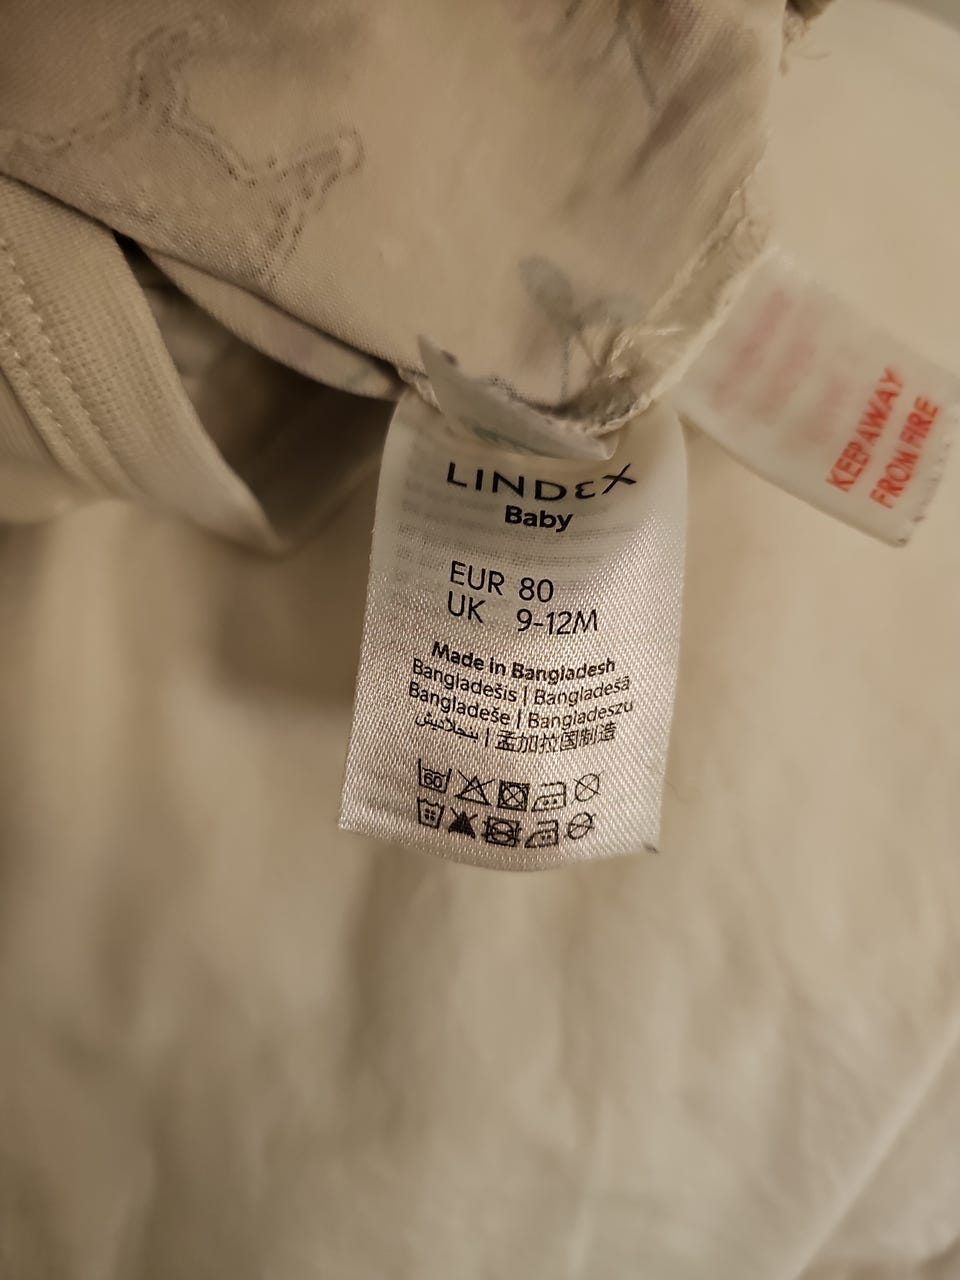 LINDEX
Baby
EUR 80
UK 9-12M
Made in Bangladesh
Bangladešis | Bangladešā
Bangladeše | Bangladeszu
بنجلاديش | 孟加拉国制造
60
KEEP AWAY
FROM FIRE